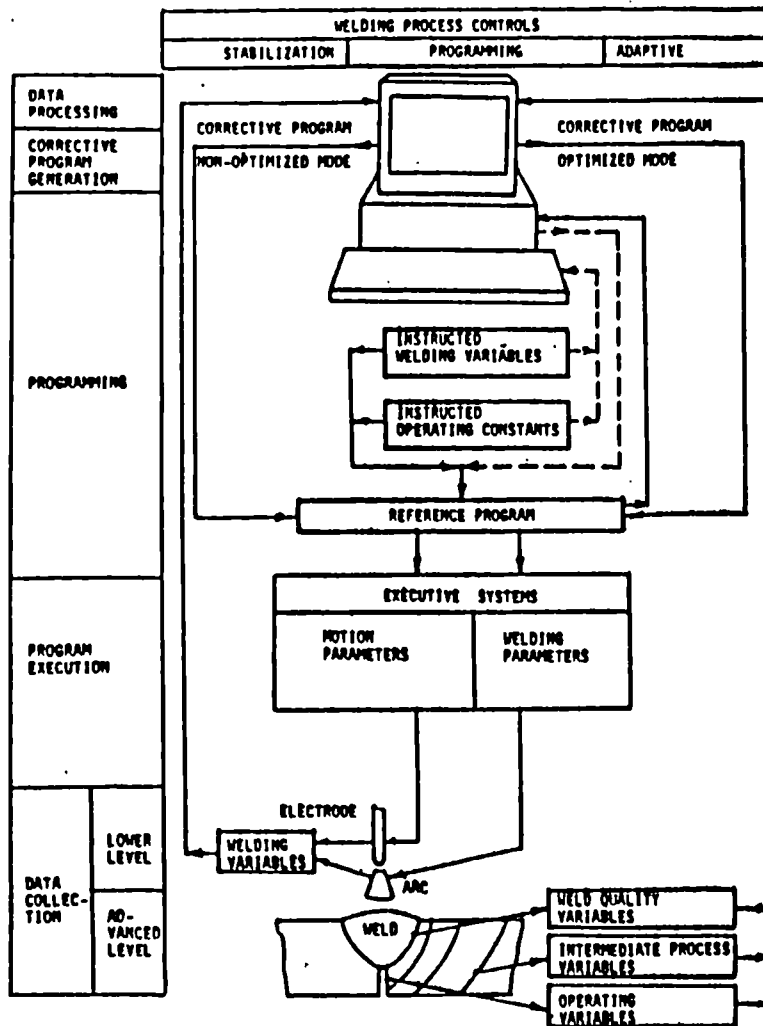 WELDING PROCESS CONTROLS
STABILIZATION
PROGRAMMING
ADAPTIVE
DATA
PROCESSING
CORRECTIVE
PROGRAM
GENERATION
CORRECTIVE PROGRAM
NON-OPTIMIZED MODE
CORRECTIVE PROGRAM
OPTIMIZED MODE
PROGRAMMING
INSTRUCTED
WELDING VARIABLES
INSTRUCTED
OPERATING CONSTANTS
REFERENCE PROGRAM
PROGRAM
EXECUTION
EXECUTIVE SYSTEMS
MOTION
PARAMETERS
WELDING
PARAMETERS
DATA
COLLEC-
TION
LOWER
LEVEL
AD-
VANCED
LEVEL
ELECTRODE
WELDING
VARIABLES
ARC
WELD
WELD QUALITY
VARIABLES
INTERMEDIATE PROCESS
VARIABLES
OPERATING
VARIABLES